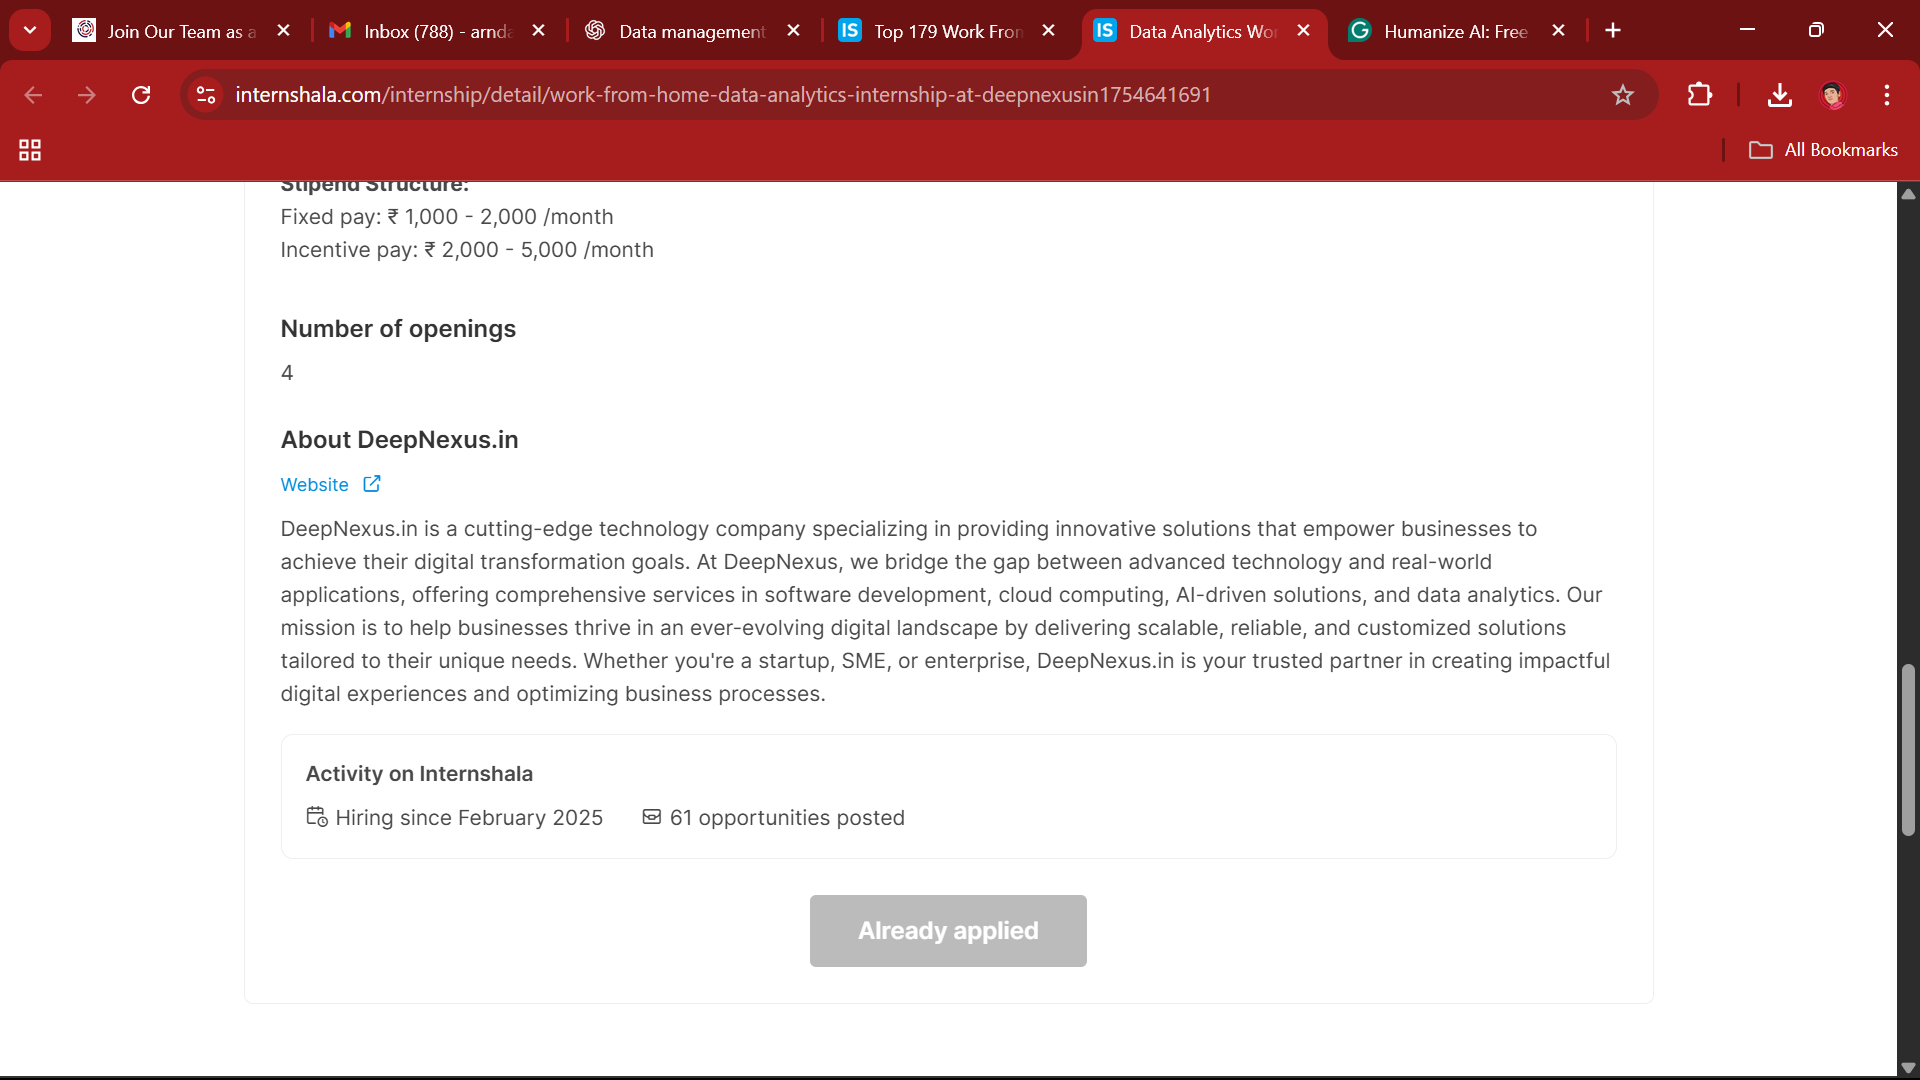 Join Our Team as a
Inbox (788) - arnda
Data management
IS Top 179 Work From
IS Data Analytics Wor
Humanize AI: Free
internshala.com/internship/detail/work-from-home-data-analytics-internship-at-deepnexusin1754641691
All Bookmarks
Stipend Structure:
Fixed pay: ₹ 1,000 - 2,000 /month
Incentive pay: ₹ 2,000 - 5,000 /month
Number of openings
4
About DeepNexus.in
Website
DeepNexus.in is a cutting-edge technology company specializing in providing innovative solutions that empower businesses to
achieve their digital transformation goals. At DeepNexus, we bridge the gap between advanced technology and real-world
applications, offering comprehensive services in software development, cloud computing, AI-driven solutions, and data analytics. Our
mission is to help businesses thrive in an ever-evolving digital landscape by delivering scalable, reliable, and customized solutions
tailored to their unique needs. Whether you're a startup, SME, or enterprise, DeepNexus.in is your trusted partner in creating impactful
digital experiences and optimizing business processes.
Activity on Internshala
Hiring since February 2025
61 opportunities posted
Already applied